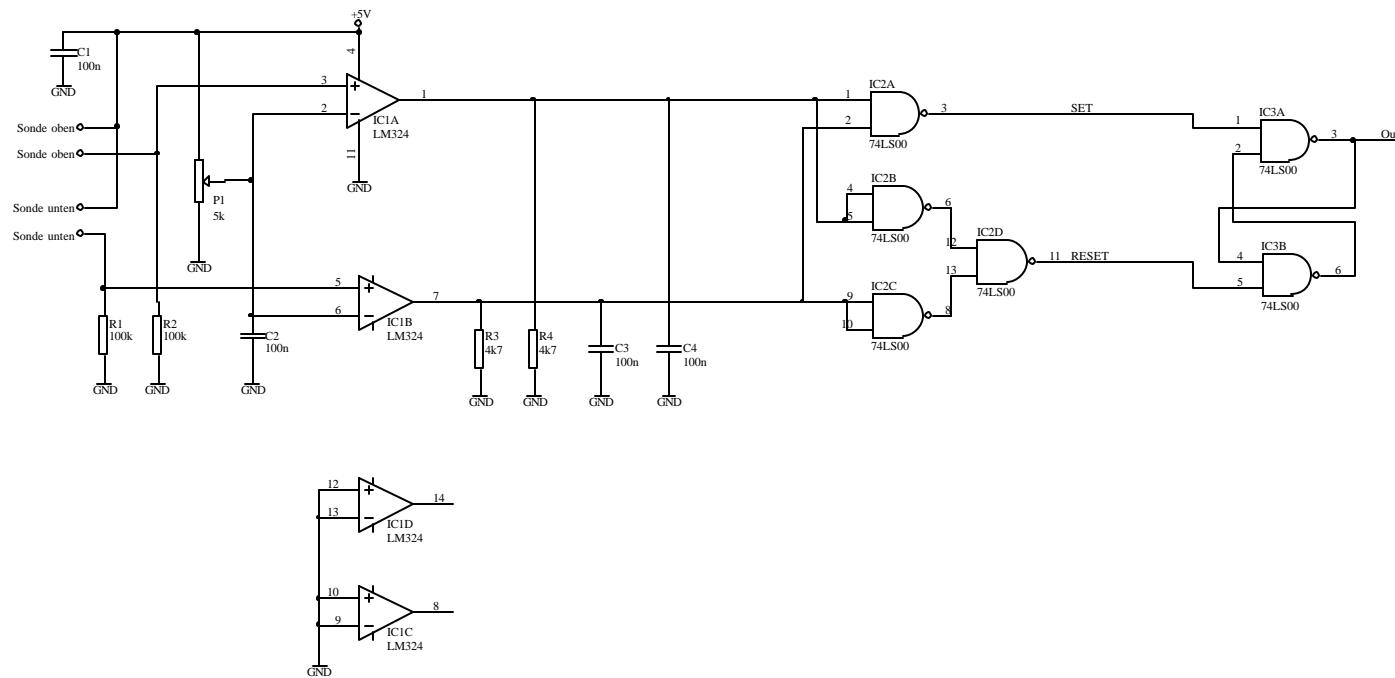 +5V
C1
100n
GND
4
3
2
1
IC1A
LM324
11
GND
Sonde oben
Sonde oben
Sonde unten
Sonde unten
P1
5k
GND
5
6
7
IC1B
LM324
R1
100k
GND
R2
100k
GND
C2
100n
GND
R3
4k7
GND
R4
4k7
GND
C3
100n
GND
C4
100n
GND
IC2A
1
2
3
74LS00
SET
IC2B
4
5
6
74LS00
IC2C
9
10
8
74LS00
IC2D
12
13
11
74LS00
RESET
IC3A
1
2
3
74LS00
Ou
IC3B
4
5
6
74LS00
12
13
14
IC1D
LM324
10
9
8
IC1C
LM324
GND